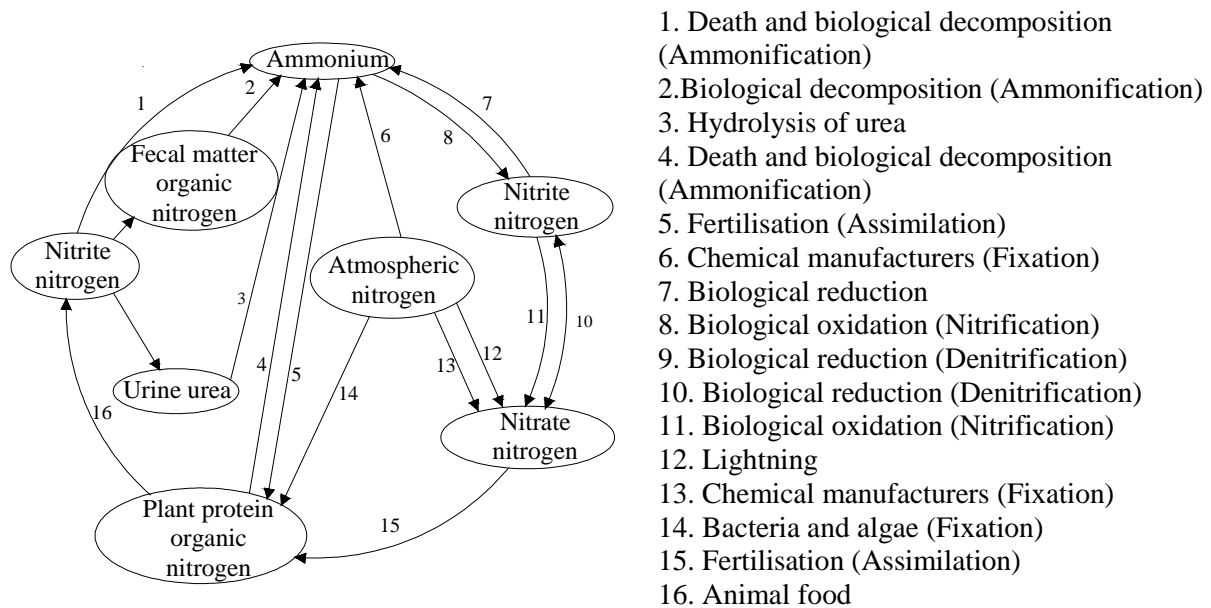 Ammonium
1
2
7
6
8
Fecal matter
organic
nitrogen
Nitrite
nitrogen
Nitrite
nitrogen
Atmospheric
nitrogen
3
11
10
12
13
4
5
14
Urine urea
16
Nitrate
nitrogen
Plant protein
organic
nitrogen
15
1. Death and biological decomposition
(Ammonification)
2.Biological decomposition (Ammonification)
3. Hydrolysis of urea
4. Death and biological decomposition
(Ammonification)
5. Fertilisation (Assimilation)
6. Chemical manufacturers (Fixation)
7. Biological reduction
8. Biological oxidation (Nitrification)
9. Biological reduction (Denitrification)
10. Biological reduction (Denitrification)
11. Biological oxidation (Nitrification)
12. Lightning
13. Chemical manufacturers (Fixation)
14. Bacteria and algae (Fixation)
15. Fertilisation (Assimilation)
16. Animal food